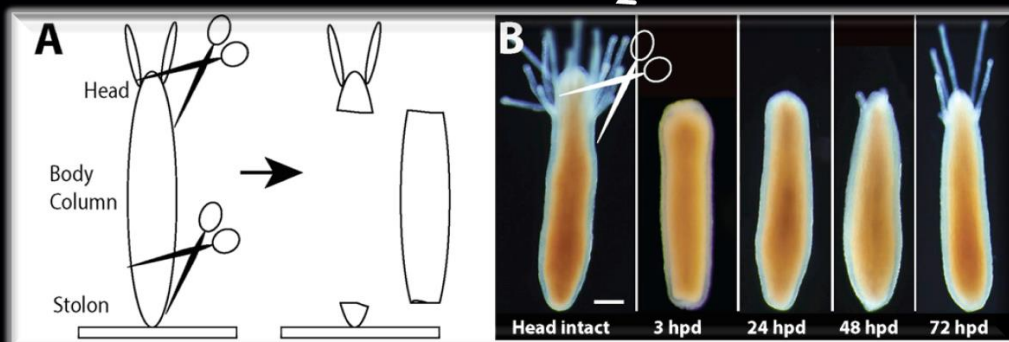 A
Head
Body
Column
Stolon
B
Head intact
3 hpd
24 hpd
48 hpd
72 hpd